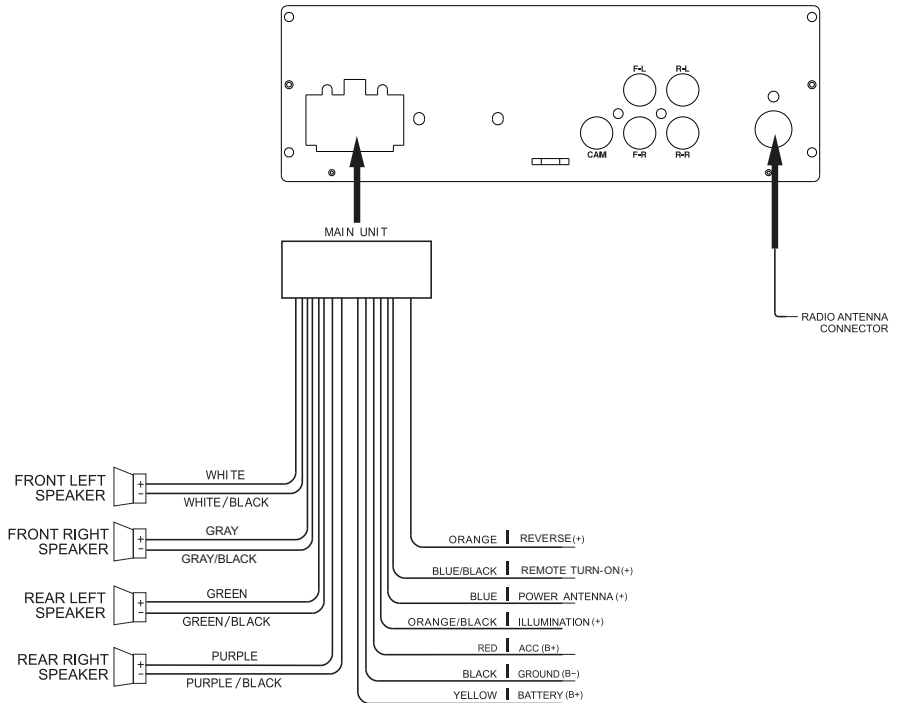 F-L R-L
CAM F-R R-R
MAIN UNIT
RADIO ANTENNA
CONNECTOR
FRONT LEFT
SPEAKER
+
−
WHITE
WHITE/BLACK
FRONT RIGHT
SPEAKER
+
−
GRAY
GRAY/BLACK
REAR LEFT
SPEAKER
+
−
GREEN
GREEN/BLACK
REAR RIGHT
SPEAKER
+
−
PURPLE
PURPLE/BLACK
ORANGE REVERSE(+)
BLUE/BLACK REMOTE TURN-ON(+)
BLUE POWER ANTENNA (+)
ORANGE/BLACK ILLUMINATION (+)
RED ACC (B+)
BLACK GROUND (B−)
YELLOW BATTERY (B+)